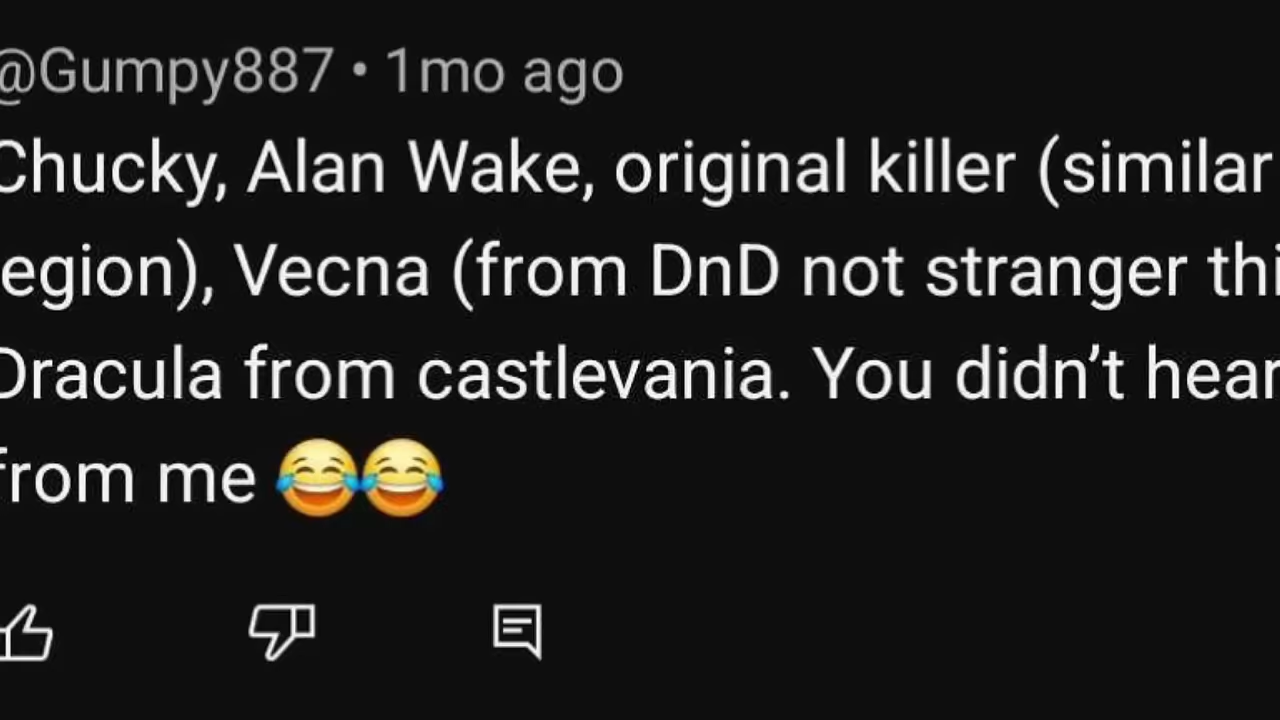 @Gumpy887 • 1mo ago
Chucky, Alan Wake, original killer (similar
egion), Vecna (from DnD not stranger thi
Dracula from castlevania. You didn’t hear
from me 😂😂